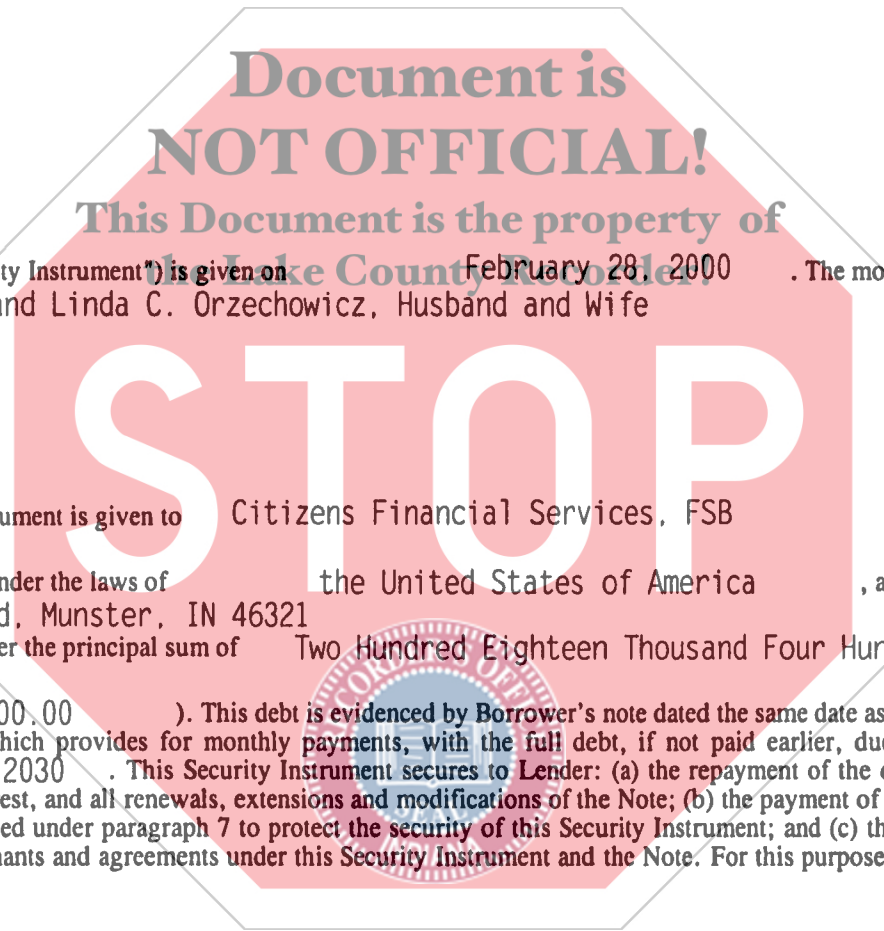 Document is
NOT OFFICIAL!
This Document is the property of
the Lake County Recorder!
ty Instrument") is given on February 28, 2000 . The mo
and Linda C. Orzechowicz, Husband and Wife
STOP
ument is given to Citizens Financial Services, FSB
nder the laws of the United States of America , a
d, Munster, IN 46321
er the principal sum of Two Hundred Eighteen Thousand Four Hun
00.00 ). This debt is evidenced by Borrower's note dated the same date as
hich provides for monthly payments, with the full debt, if not paid earlier, due
2030 . This Security Instrument secures to Lender: (a) the repayment of the
est, and all renewals, extensions and modifications of the Note; (b) the payment of
ed under paragraph 7 to protect the security of this Security Instrument; and (c) th
nants and agreements under this Security Instrument and the Note. For this purpose
SEAL